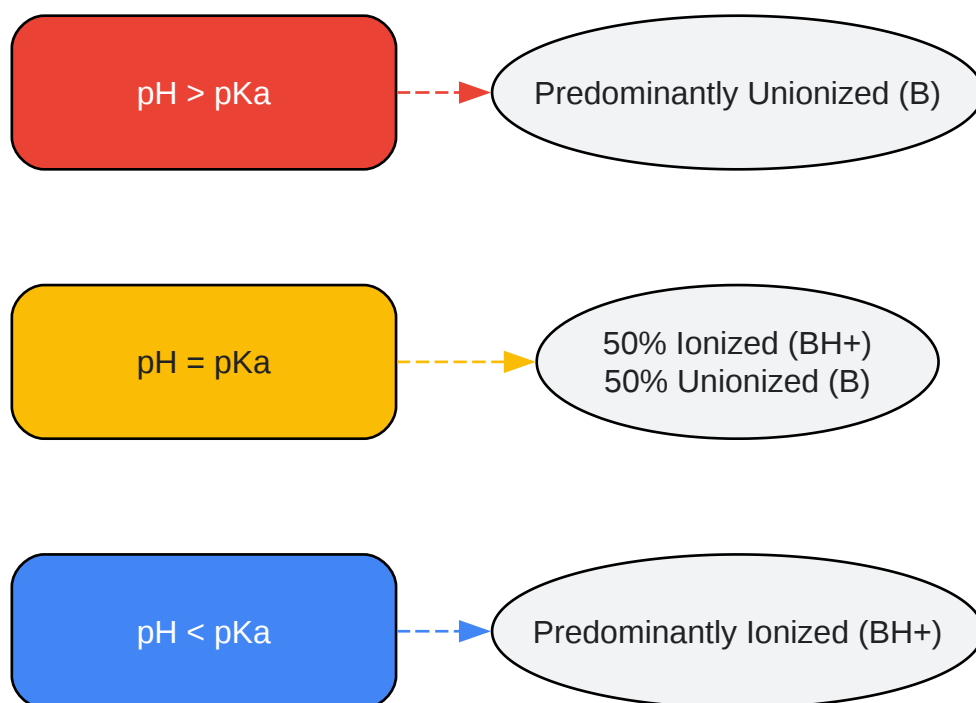 pH > pKa
Predominantly Unionized (B)
pH = pKa
50% Ionized (BH+)
50% Unionized (B)
pH < pKa
Predominantly Ionized (BH+)